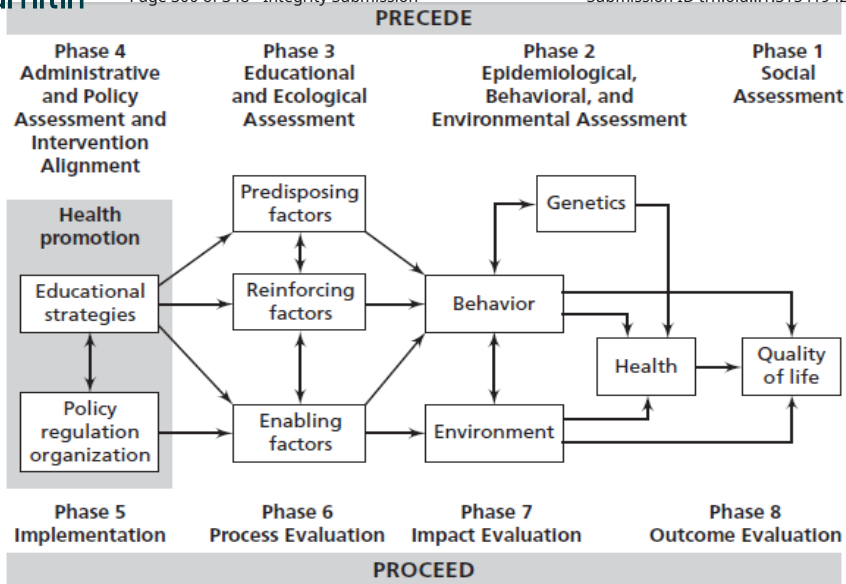 PRECEDE
Phase 4
Administrative
and Policy
Assessment and
Intervention
Alignment
Phase 3
Educational
and Ecological
Assessment
Phase 2
Epidemiological,
Behavioral, and
Environmental Assessment
Phase 1
Social
Assessment
Health
promotion
Educational
strategies
Policy
regulation
organization
Predisposing
factors
Reinforcing
factors
Enabling
factors
Genetics
Behavior
Environment
Health
Quality
of life
Phase 5
Implementation
Phase 6
Process Evaluation
Phase 7
Impact Evaluation
Phase 8
Outcome Evaluation
PROCEED